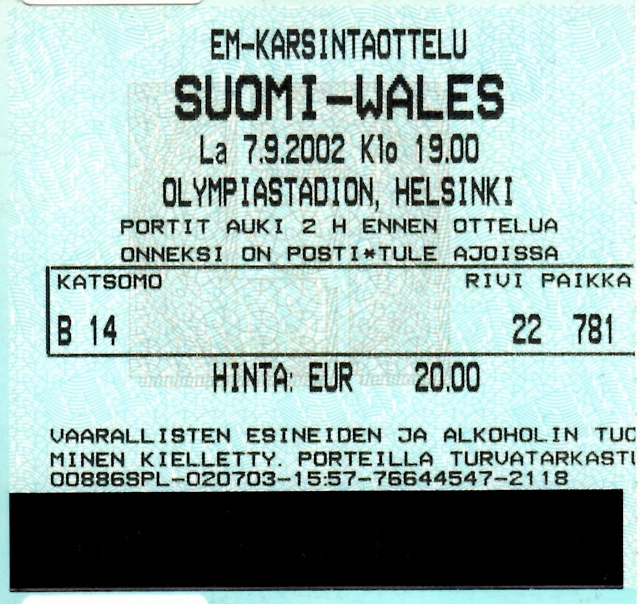 EM-KARSINTAOTTELU
SUOMI-WALES
La 7.9.2002 Klo 19.00
OLYMPIASTADION, HELSINKI
PORTIT AUKI 2 H ENNEN OTTELUA
ONNEKSI ON POSTI*TULE AJOISSA
KATSOMO RIVI PAIKKA
B 14 22 781
HINTA: EUR 20.00
VAARALLISTEN ESINEIDEN JA ALKOHOLIN TUO
MINEN KIELLETTY. PORTEILLA TURVATARKASTU
00886SPL-020703-15:57-76644547-2118